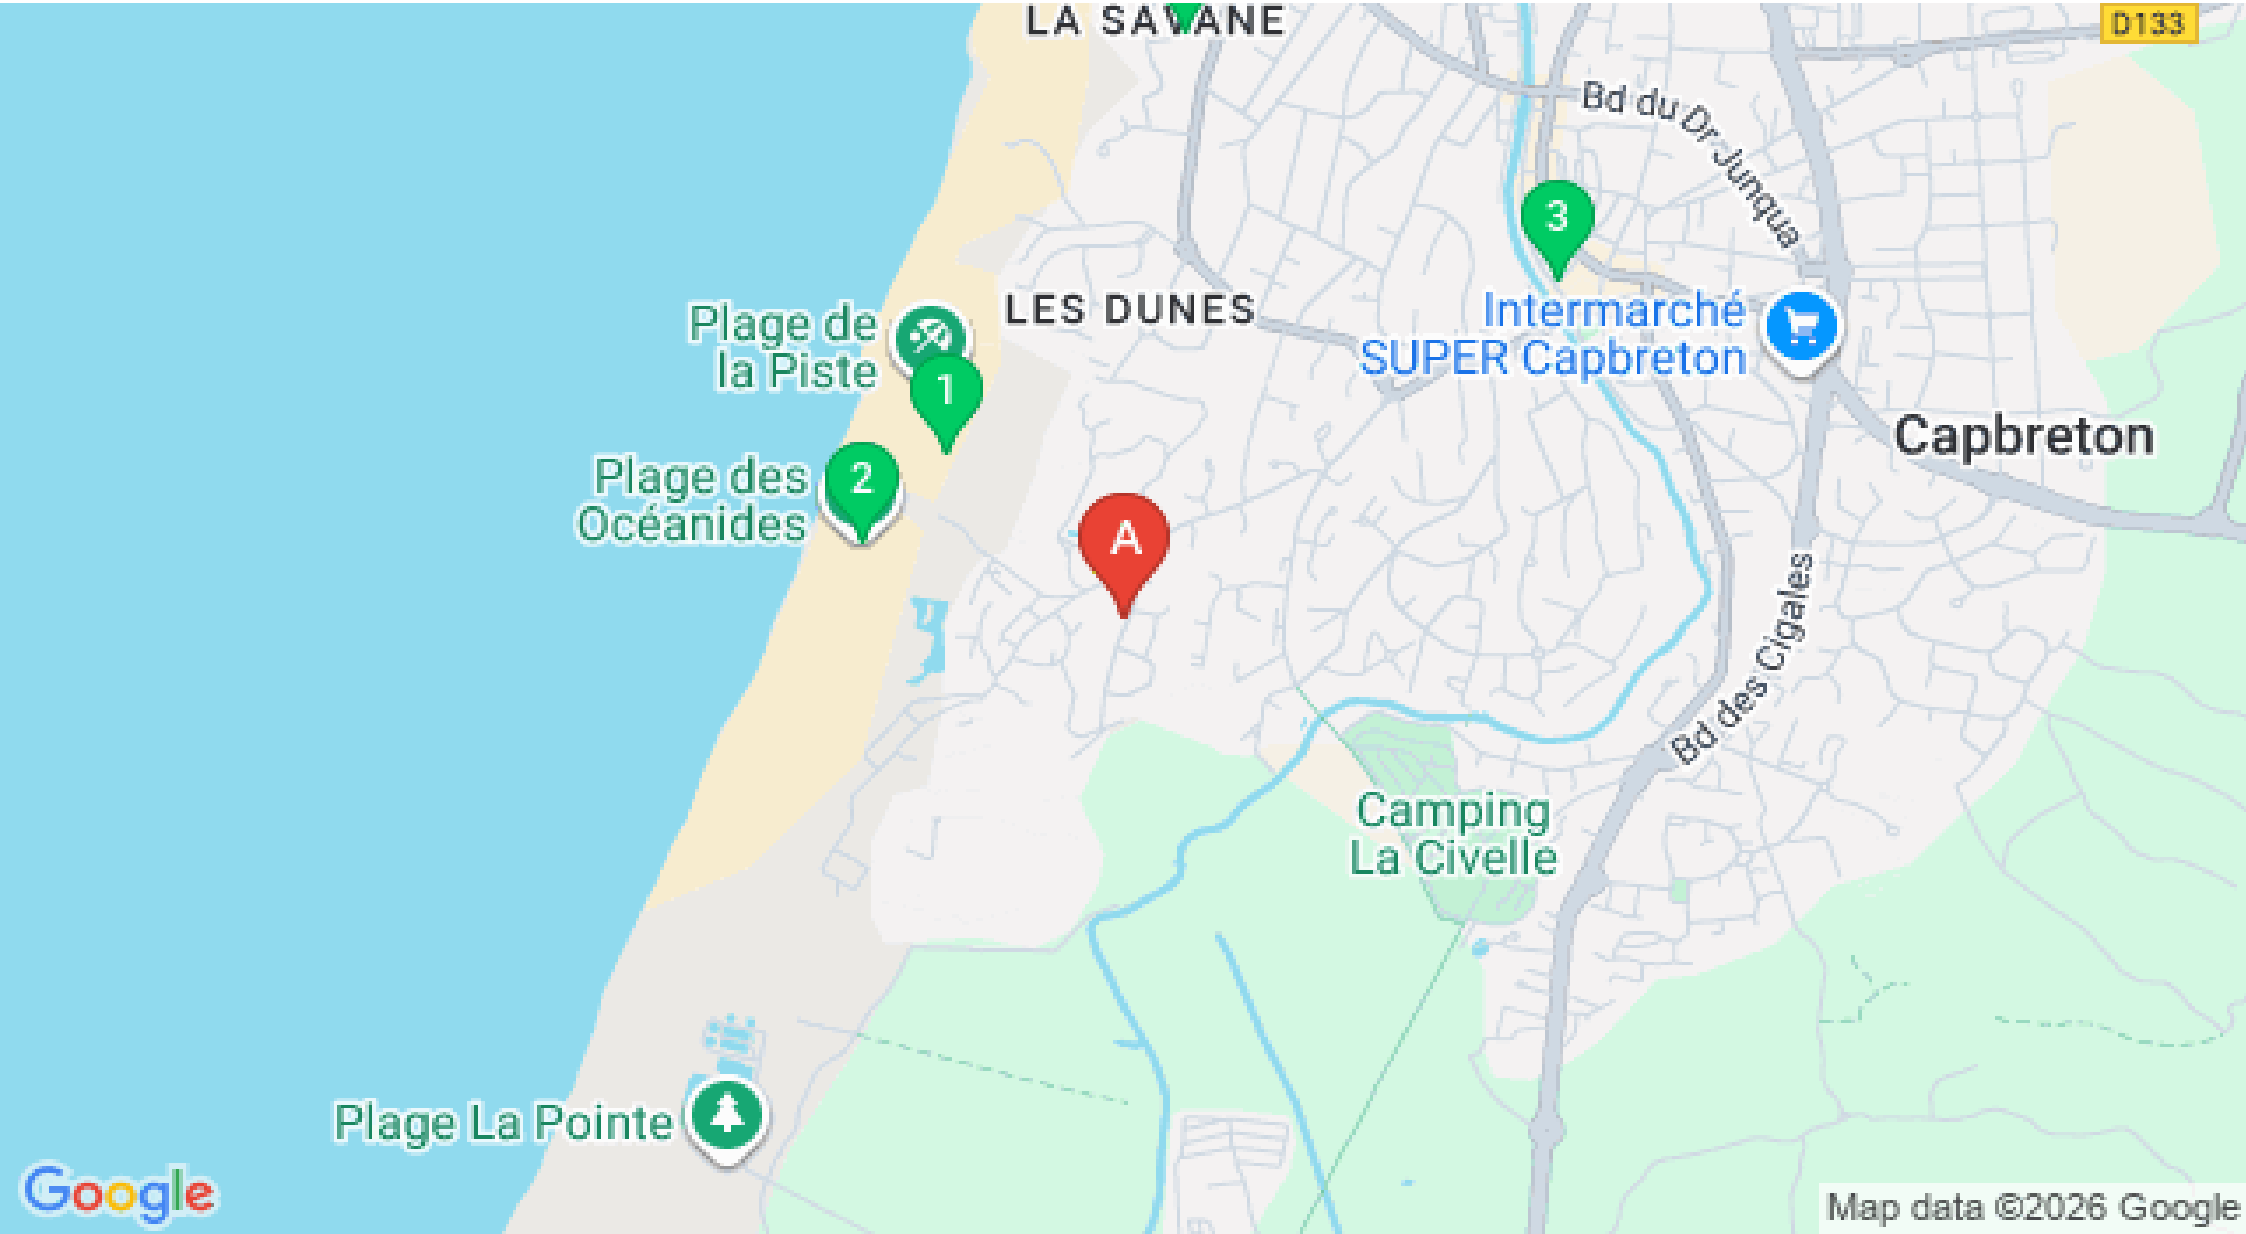 LA SAVANE
D133
Bd du Dr Junqua
3
Plage de
la Piste
LES DUNES
Intermarché
SUPER Capbreton
1
Capbreton
Plage des
Océanides
2
A
Bd des Cigales
Camping
La Civelle
Plage La Pointe
Google
Map data ©2026 Google